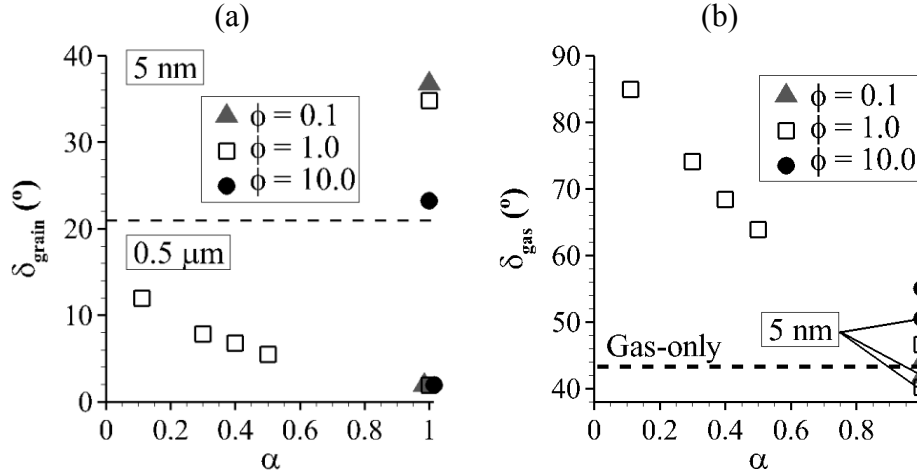 (a)
40
30
20
10
0
δgrain (º)
5 nm
ϕ = 0.1
ϕ = 1.0
ϕ = 10.0
0.5 μm
0 0.2 0.4 0.6 0.8 1
α
(b)
90
80
70
60
50
40
δgas (º)
ϕ = 0.1
ϕ = 1.0
ϕ = 10.0
5 nm
Gas-only
0 0.2 0.4 0.6 0.8
α